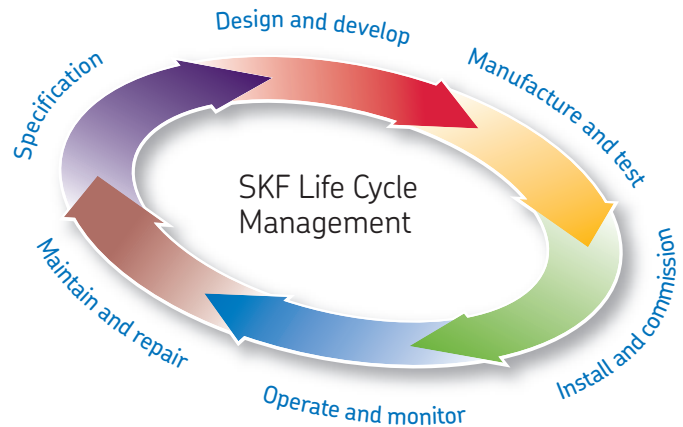 Design and develop
Manufacture and test
Install and commission
Operate and monitor
Maintain and repair
Specification
SKF Life Cycle
Management